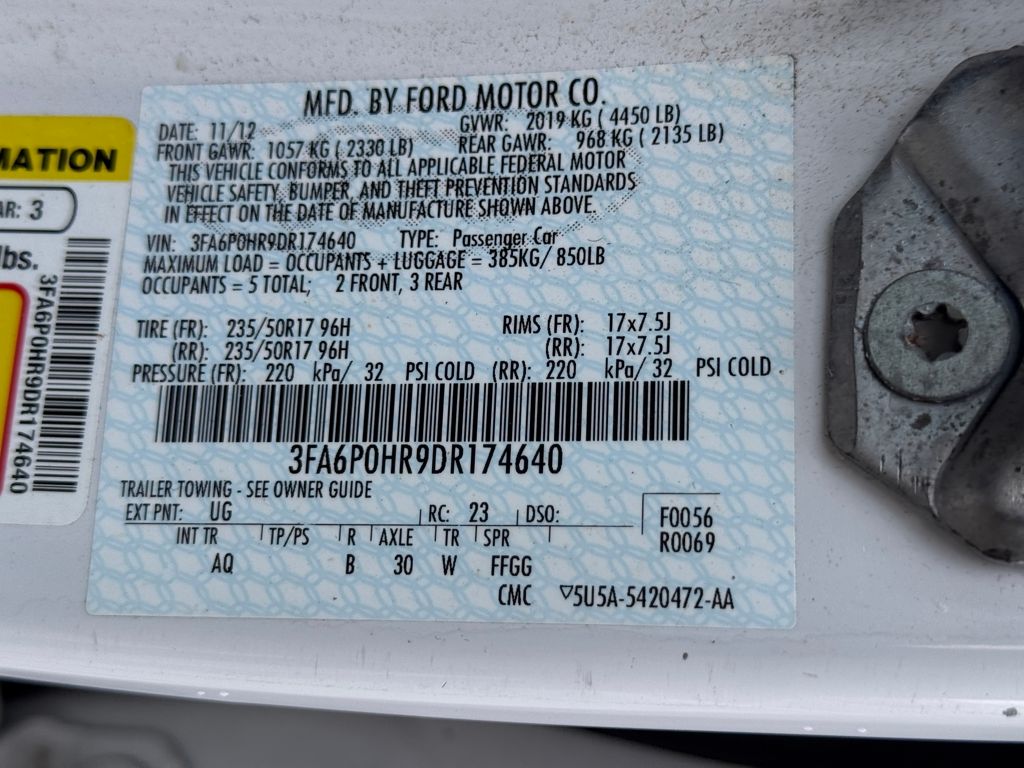 MFD. BY FORD MOTOR CO.
DATE: 11/12 GVWR: 2019 KG ( 4450 LB)
FRONT GAWR: 1057 KG ( 2330 LB) REAR GAWR: 968 KG ( 2135 LB)
THIS VEHICLE CONFORMS TO ALL APPLICABLE FEDERAL MOTOR
VEHICLE SAFETY, BUMPER, AND THEFT PREVENTION STANDARDS
IN EFFECT ON THE DATE OF MANUFACTURE SHOWN ABOVE.
VIN: 3FA6P0HR9DR174640 TYPE: Passenger Car
MAXIMUM LOAD = OCCUPANTS + LUGGAGE = 385KG/ 850LB
OCCUPANTS = 5 TOTAL; 2 FRONT, 3 REAR
TIRE (FR): 235/50R17 96H RIMS (FR): 17x7.5J
(RR): 235/50R17 96H (RR): 17x7.5J
PRESSURE (FR): 220 kPa/ 32 PSI COLD (RR): 220 kPa/ 32 PSI COLD
3FA6P0HR9DR174640
TRAILER TOWING - SEE OWNER GUIDE
EXT PNT: UG RC: 23 DSO: F0056
R0069
INT TR TP/PS R AXLE TR SPR
AQ B 30 W FFGG
CMC ▽5U5A-5420472-AA
MATION
AR: 3
lbs.
3FA6P0HR9DR174640